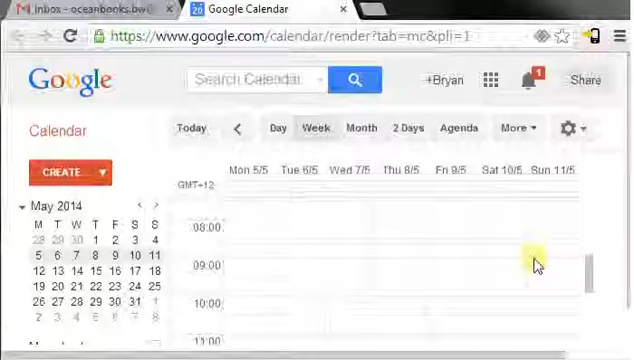 Inbox - oceanbooks.bw@
20 Google Calendar
https://www.google.com/calendar/render?tab=mc&pli=1
Google
Search Calendar
+Bryan
1
Share
Calendar
Today
Day
Week
Month
2 Days
Agenda
More
CREATE
Mon 5/5
Tue 6/5
Wed 7/5
Thu 8/5
Fri 9/5
Sat 10/5
Sun 11/5
GMT+12
May 2014
M T W T F S S
28 29 30 1 2 3 4
5 6 7 8 9 10 11
12 13 14 15 16 17 18
19 20 21 22 23 24 25
26 27 28 29 30 31 1
2 3 4 5 6 7 8
08:00
09:00
10:00
11:00